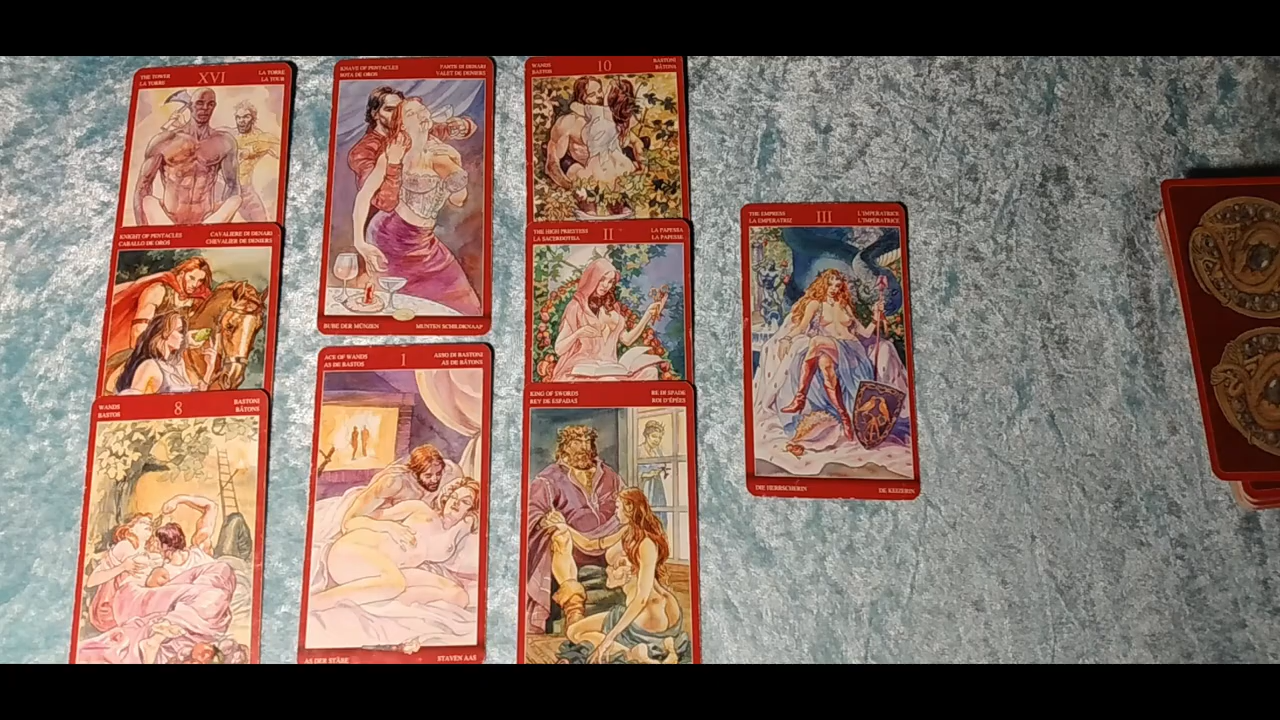 THE TOWER
LA TORRE
XVI
LA TORRE
LA TOUR
KNIGHT OF PENTACLES
CABALLO DE OROS
CAVALIERE DI DENARI
CHEVALIER DE DENIERS
WANDS
BASTOS
8
BASTONI
BÂTONS
KNAVE OF PENTACLES
SOTA DE OROS
FANTE DI DENARI
VALET DE DENIERS
BUBE DER MÜNZEN
MUNTEN SCHILDKNAAP
ACE OF WANDS
AS DE BASTOS
1
ASSO DI BASTONI
AS DE BÂTONS
AS DER STÄBE
STAVEN AAS
WANDS
BASTOS
10
BASTONI
BÂTONS
THE HIGH PRIESTESS
LA SACERDOTISA
II
LA PAPESSA
LA PAPESSE
KING OF SWORDS
REY DE ESPADAS
RE DI SPADE
ROI D'ÉPÉES
THE EMPRESS
LA EMPERATRIZ
III
L'IMPERATRICE
L'IMPÉRATRICE
DIE HERRSCHERIN
DE KEIZERIN